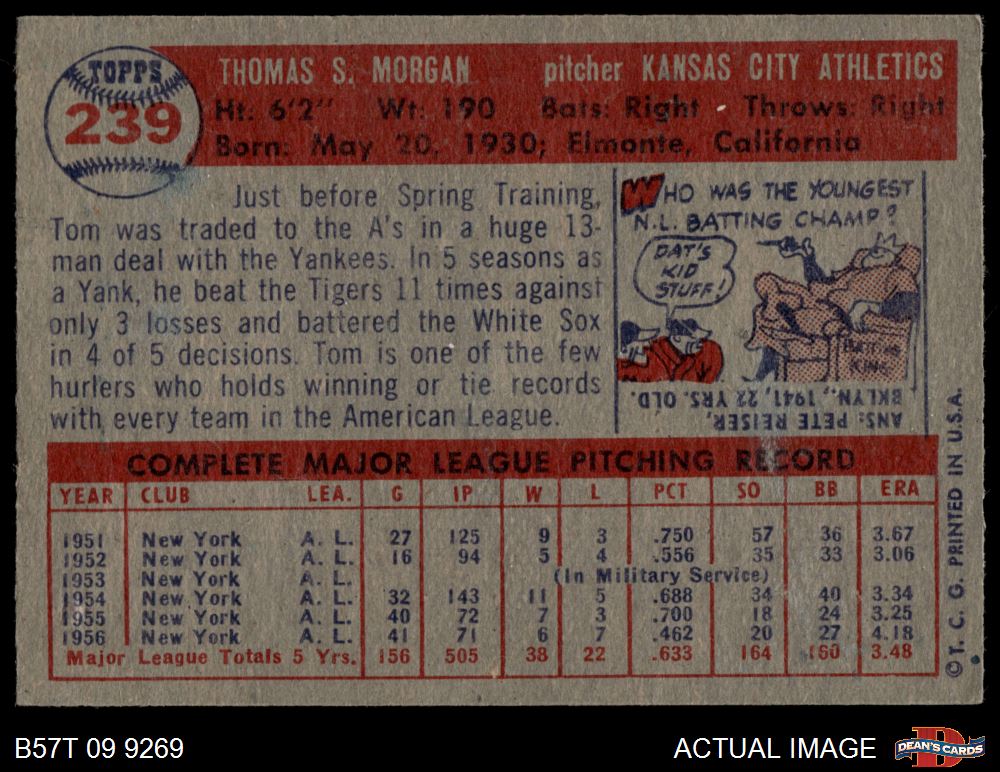 TOPPS
239
THOMAS S. MORGAN pitcher KANSAS CITY ATHLETICS
Ht: 6'2" Wt: 190 Bats: Right Throws: Right
Born: May 20, 1930; Elmonte, California
Just before Spring Training,
Tom was traded to the A's in a huge 13-
man deal with the Yankees. In 5 seasons as
a Yank, he beat the Tigers 11 times against
only 3 losses and battered the White Sox
in 4 of 5 decisions. Tom is one of the few
hurlers who holds winning or tie records
with every team in the American League.
WHO WAS THE YOUNGEST
N.L. BATTING CHAMP?
DAT'S
KID
STUFF!
BATTING
KING
ANS: PETE REISER,
BKLYN., 1941, 22 YRS. OLD.
COMPLETE MAJOR LEAGUE PITCHING RECORD
YEAR CLUB LEA. G IP W L PCT SO BB ERA
1951 New York A. L. 27 125 9 3 .750 57 36 3.67
1952 New York A. L. 16 94 5 4 .556 35 33 3.06
1953 New York A. L. (In Military Service)
1954 New York A. L. 32 143 11 5 .688 34 40 3.34
1955 New York A. L. 40 72 7 3 .700 18 24 3.25
1956 New York A. L. 41 71 6 7 .462 20 27 4.18
Major League Totals 5 Yrs. 156 505 38 22 .633 164 160 3.48
© T. C. G. PRINTED IN U.S.A.
B57T 09 9269
ACTUAL IMAGE
DEAN'S CARDS